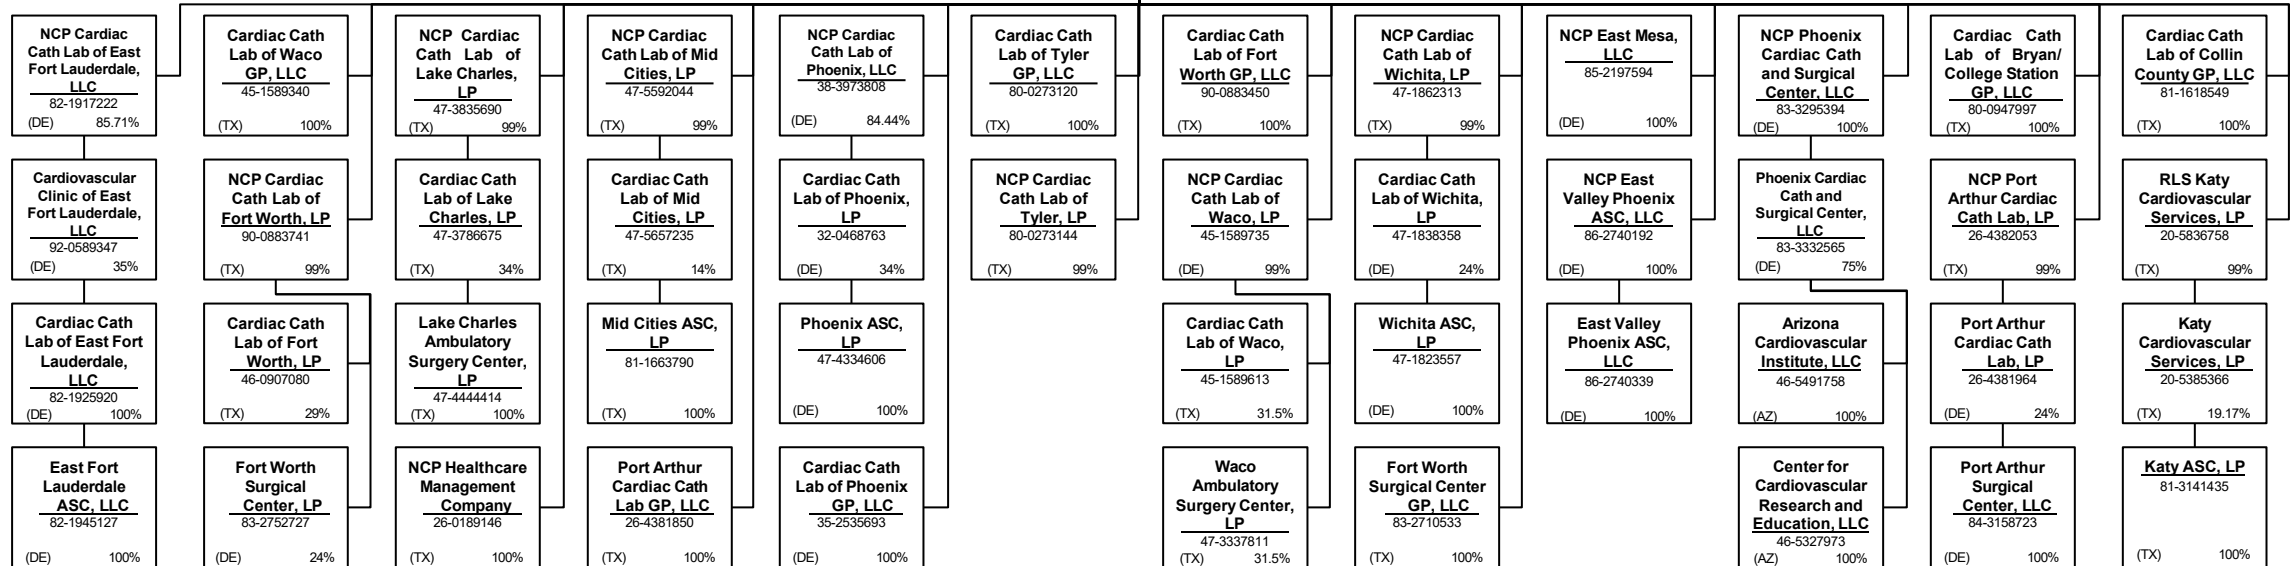 NCP Cardiac
Cath Lab of East
Fort Lauderdale,
LLC
82-1917222
(DE) 85.71%
Cardiac Cath
Lab of Waco
GP, LLC
45-1589340
(TX) 100%
NCP Cardiac
Cath Lab of
Lake Charles,
LP
47-3835690
(TX) 99%
NCP Cardiac
Cath Lab of Mid
Cities, LP
47-5592044
(TX) 99%
NCP Cardiac
Cath Lab of
Phoenix, LLC
38-3973808
(DE) 84.44%
Cardiac Cath
Lab of Tyler
GP, LLC
80-0273120
(TX) 100%
Cardiac Cath
Lab of Fort
Worth GP, LLC
90-0883450
(TX) 100%
NCP Cardiac
Cath Lab of
Wichita, LP
47-1862313
(TX) 99%
NCP East Mesa,
LLC
85-2197594
(DE) 100%
NCP Phoenix
Cardiac Cath
and Surgical
Center, LLC
83-3295394
(DE) 100%
Cardiac Cath
Lab of Bryan/
College Station
GP, LLC
80-0947997
(TX) 100%
Cardiac Cath
Lab of Collin
County GP, LLC
81-1618549
(TX) 100%
Cardiovascular
Clinic of East
Fort Lauderdale,
LLC
92-0589347
(DE) 35%
NCP Cardiac
Cath Lab of
Fort Worth, LP
90-0883741
(TX) 99%
Cardiac Cath
Lab of Lake
Charles, LP
47-3786675
(TX) 34%
Cardiac Cath
Lab of Mid
Cities, LP
47-5657235
(TX) 14%
Cardiac Cath
Lab of Phoenix,
LP
32-0468763
(DE) 34%
NCP Cardiac
Cath Lab of
Tyler, LP
80-0273144
(TX) 99%
NCP Cardiac
Cath Lab of
Waco, LP
45-1589735
(DE) 99%
Cardiac Cath
Lab of Wichita,
LP
47-1838358
(DE) 24%
NCP East
Valley Phoenix
ASC, LLC
86-2740192
(DE) 100%
Phoenix Cardiac
Cath and
Surgical Center,
LLC
83-3332565
(DE) 75%
NCP Port
Arthur Cardiac
Cath Lab, LP
26-4382053
(TX) 99%
RLS Katy
Cardiovascular
Services, LP
20-5836758
(TX) 99%
Cardiac Cath
Lab of East Fort
Lauderdale,
LLC
82-1925920
(DE) 100%
Cardiac Cath
Lab of Fort
Worth, LP
46-0907080
(TX) 29%
Lake Charles
Ambulatory
Surgery Center,
LP
47-4444414
(TX) 100%
Mid Cities ASC,
LP
81-1663790
(TX) 100%
Phoenix ASC,
LP
47-4334606
(DE) 100%
Cardiac Cath
Lab of Waco,
LP
45-1589613
(TX) 31.5%
Wichita ASC,
LP
47-1823557
(DE) 100%
East Valley
Phoenix ASC,
LLC
86-2740339
(DE) 100%
Arizona
Cardiovascular
Institute, LLC
46-5491758
(AZ) 100%
Port Arthur
Cardiac Cath
Lab, LP
26-4381964
(DE) 24%
Katy
Cardiovascular
Services, LP
20-5385366
(TX) 19.17%
East Fort
Lauderdale
ASC, LLC
82-1945127
(DE) 100%
Fort Worth
Surgical
Center, LP
83-2752727
(DE) 24%
NCP Healthcare
Management
Company
26-0189146
(TX) 100%
Port Arthur
Cardiac Cath
Lab GP, LLC
26-4381850
(TX) 100%
Cardiac Cath
Lab of Phoenix
GP, LLC
35-2535693
(DE) 100%
Waco
Ambulatory
Surgery Center,
LP
47-3337811
(TX) 31.5%
Fort Worth
Surgical Center
GP, LLC
83-2710533
(TX) 100%
Center for
Cardiovascular
Research and
Education, LLC
46-5327973
(AZ) 100%
Port Arthur
Surgical
Center, LLC
84-3158723
(DE) 100%
Katy ASC, LP
81-3141435
(TX) 100%